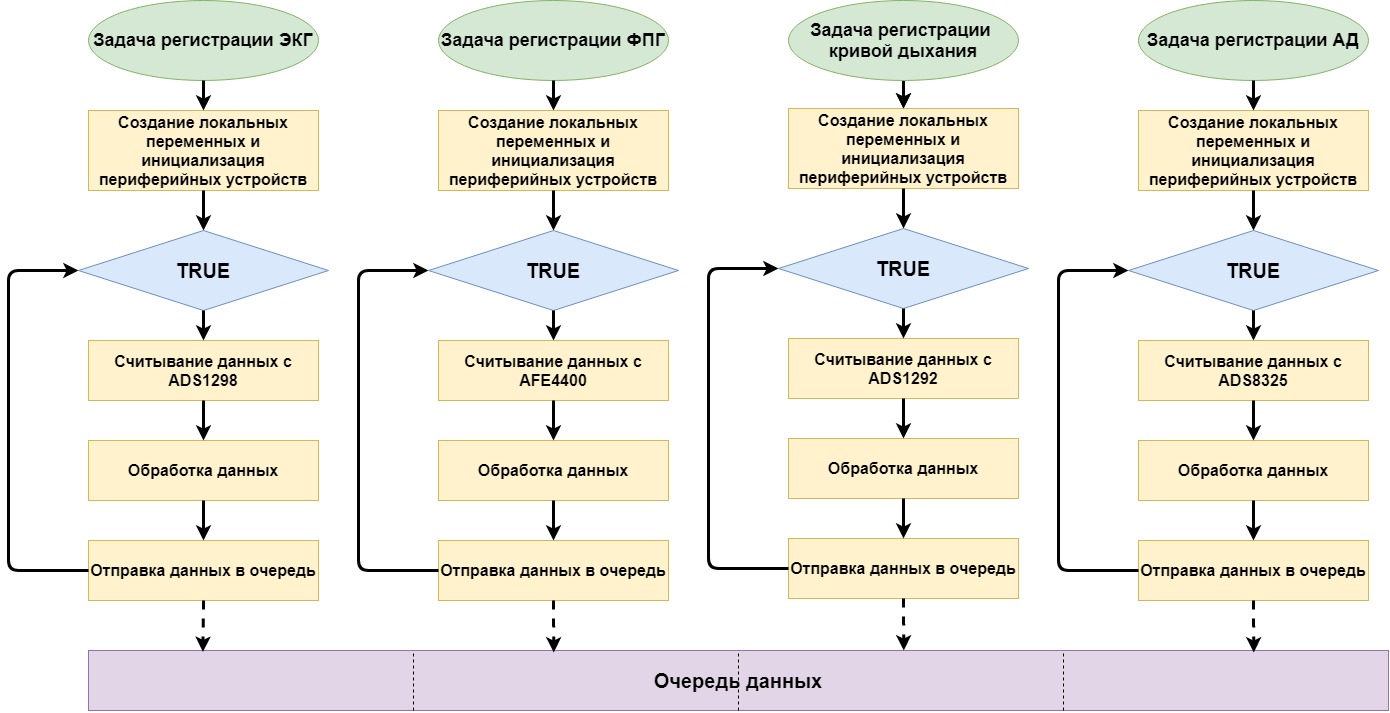 Задача регистрации ЭКГ
Создание локальных
переменных и
инициализация
периферийных устройств
TRUE
Считывание данных с
ADS1298
Обработка данных
Отправка данных в очередь
Задача регистрации ФПГ
Создание локальных
переменных и
инициализация
периферийных устройств
TRUE
Считывание данных с
AFE4400
Обработка данных
Отправка данных в очередь
Задача регистрации
кривой дыхания
Создание локальных
переменных и
инициализация
периферийных устройств
TRUE
Считывание данных с
ADS1292
Обработка данных
Отправка данных в очередь
Задача регистрации АД
Создание локальных
переменных и
инициализация
периферийных устройств
TRUE
Считывание данных с
ADS8325
Обработка данных
Отправка данных в очередь
Очередь данных